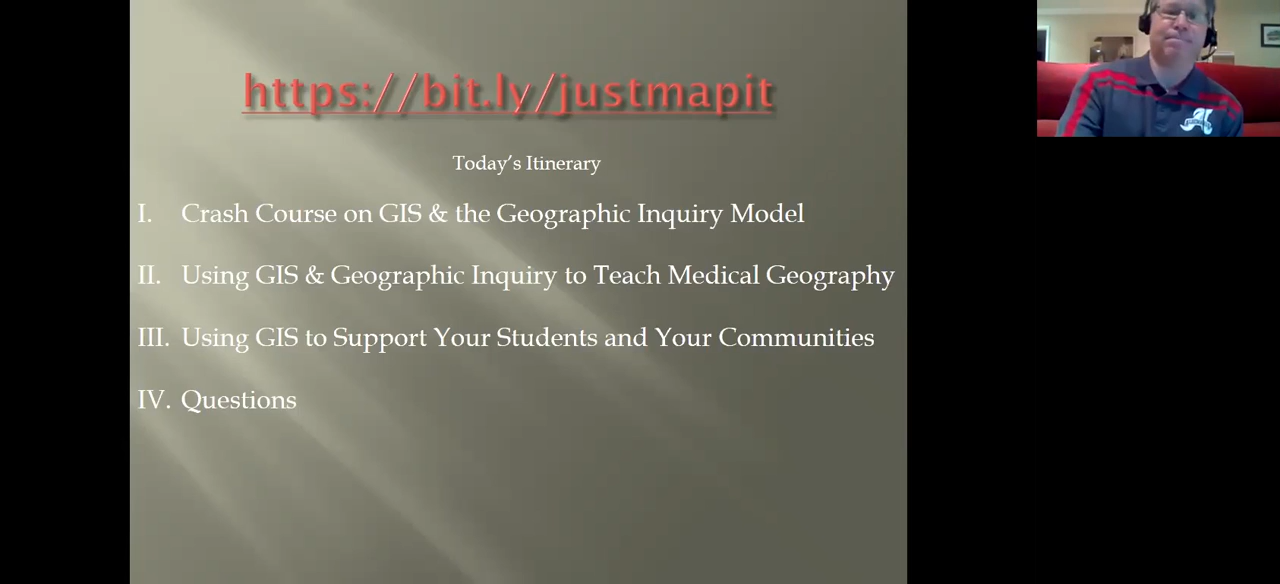 https://bit.ly/justmapit
Today's Itinerary
I. Crash Course on GIS & the Geographic Inquiry Model
II. Using GIS & Geographic Inquiry to Teach Medical Geography
III. Using GIS to Support Your Students and Your Communities
IV. Questions